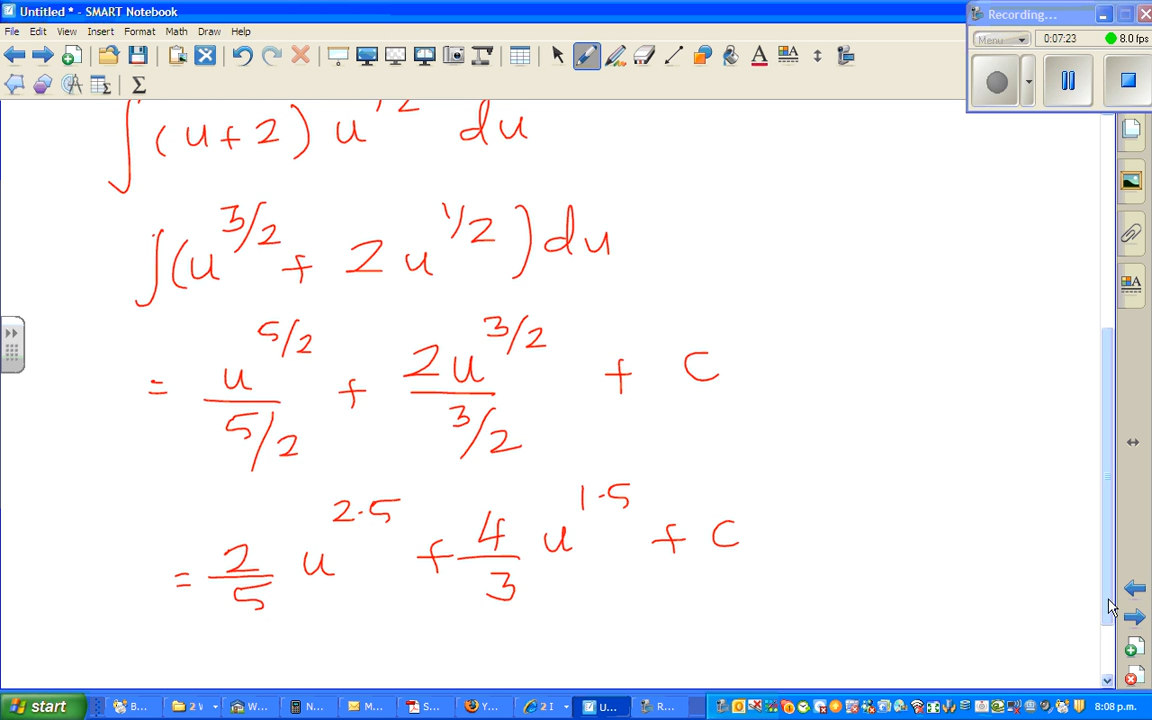 Untitled * - SMART Notebook
Recording...
File Edit View Insert Format Math Draw Help
Menu
0:07:23
8.0 fps
∫(u+2) u^1/2 du
∫(u^3/2 + 2u^1/2) du
= u^5/2 / 5/2 + 2u^3/2 / 3/2 + C
= 2/5 u^2.5 + 4/3 u^1.5 + C
start
B...
2 V
W...
N...
M...
S...
Y...
2 I
U...
R...
8:08 p.m.